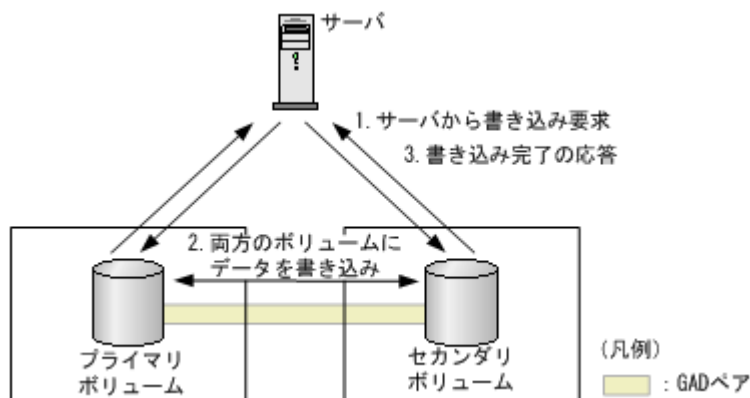 サーバ
1.サーバから書き込み要求
3.書き込み完了の応答
2.両方のボリュームに
データを書き込み
プライマリ
ボリューム
セカンダリ
ボリューム
(凡例)
:GADペア